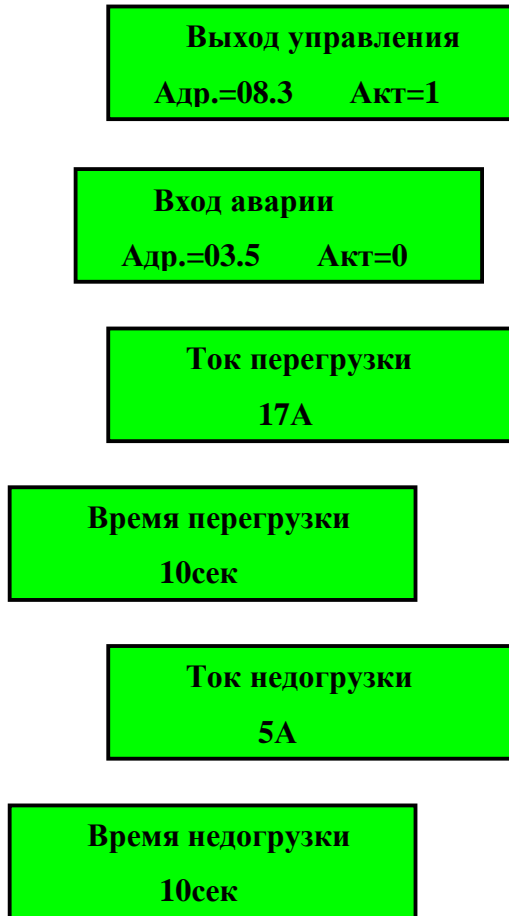 Выход управления
Адр.=08.3 Акт=1
Вход аварии
Адр.=03.5 Акт=0
Ток перегрузки
17А
Время перегрузки
10сек
Ток недогрузки
5А
Время недогрузки
10сек